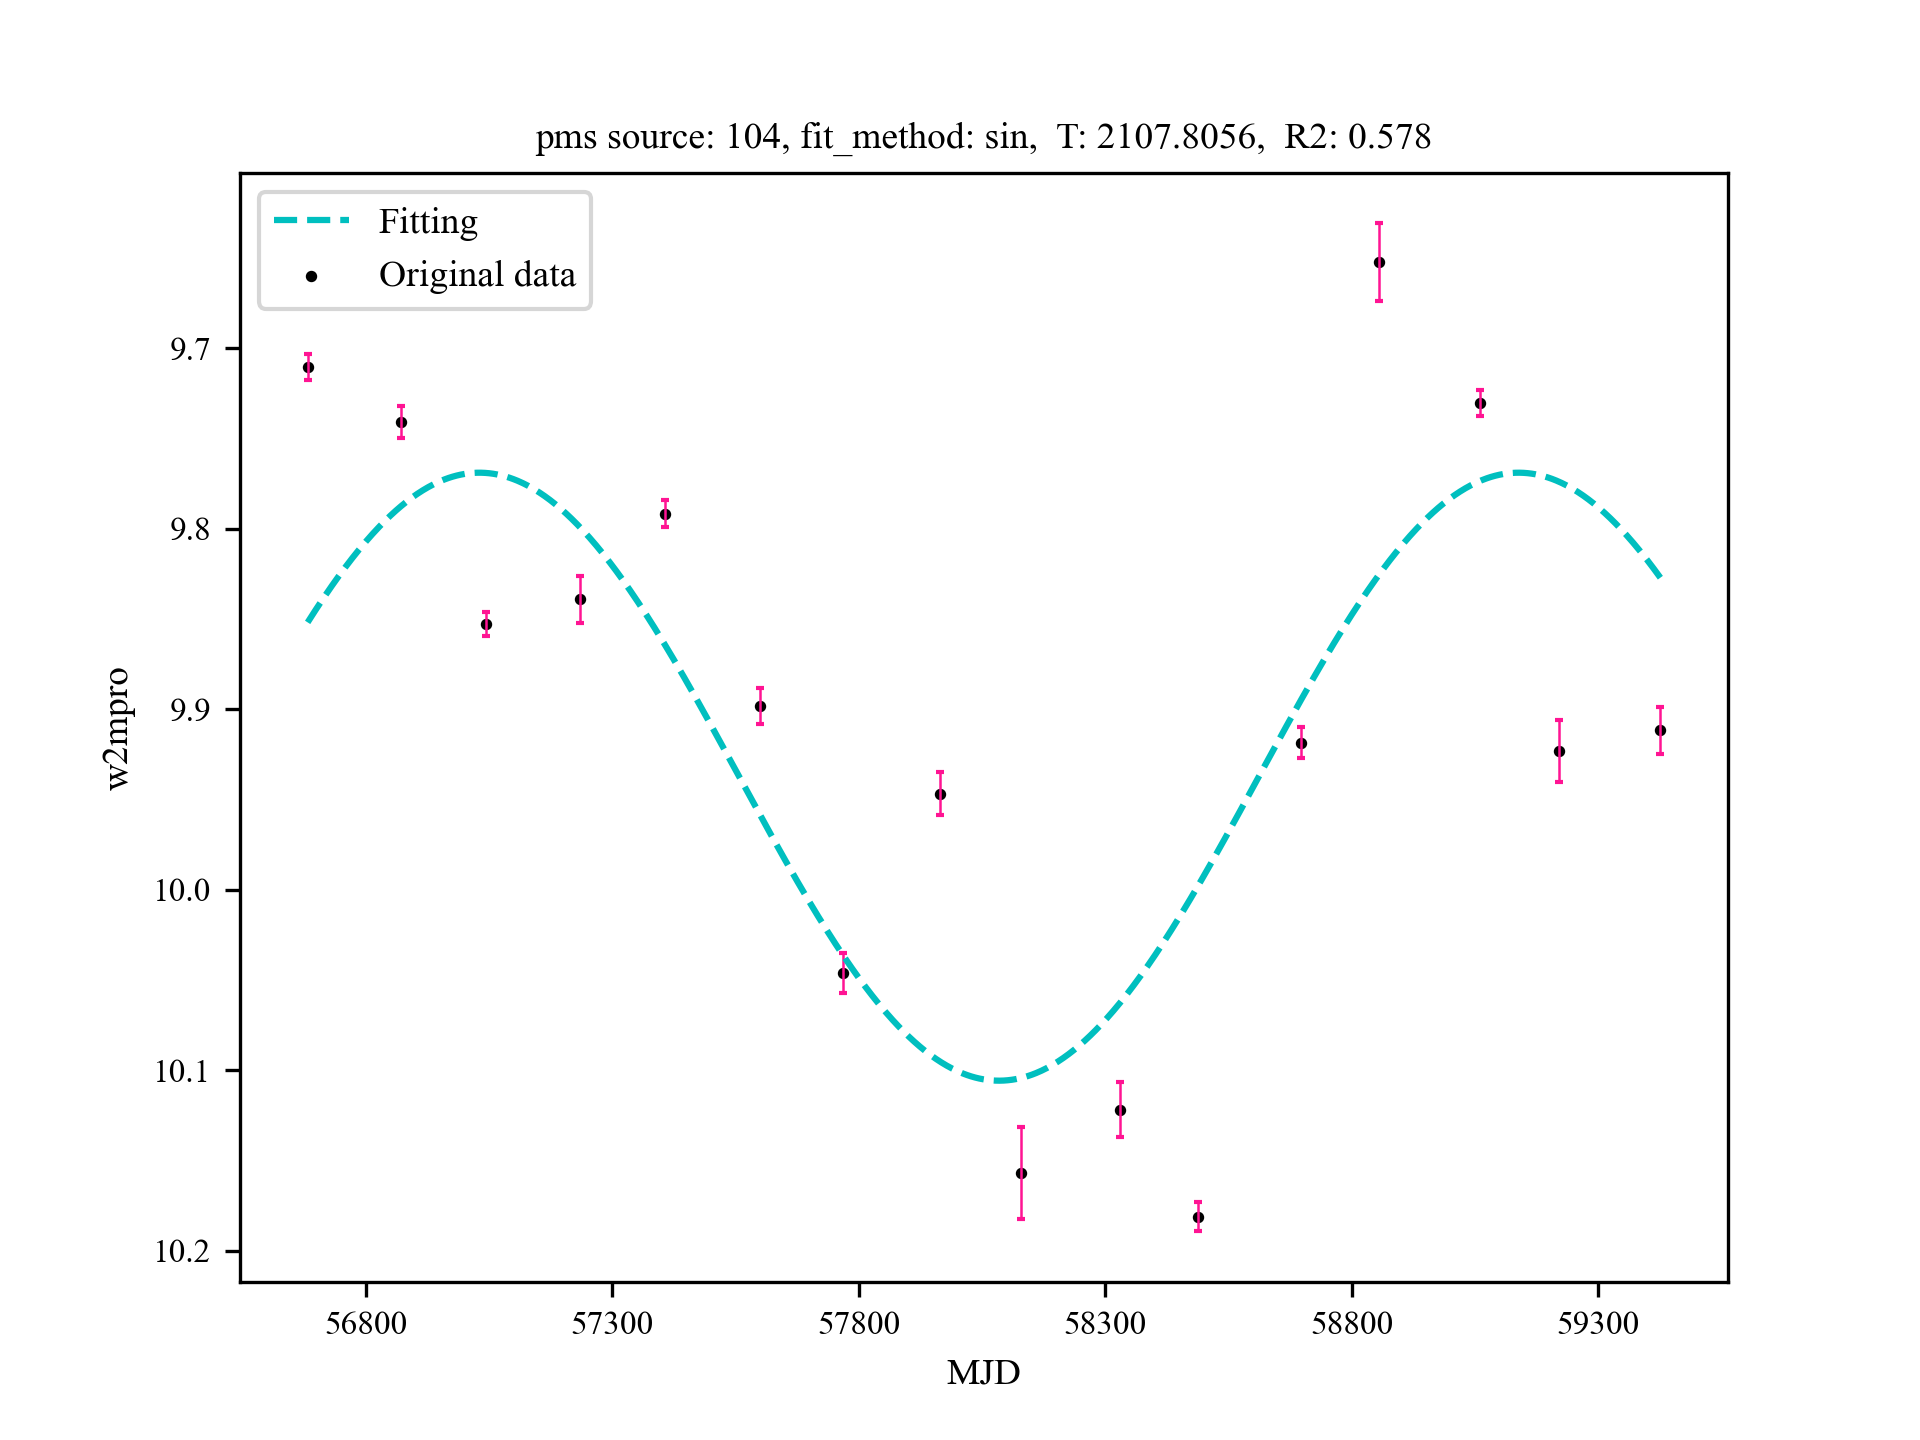 pms source: 104, fit_method: sin,  T: 2107.8056,  R2: 0.578
Fitting
Original data
9.7
9.8
9.9
10.0
10.1
10.2
w2mpro
56800 57300 57800 58300 58800 59300
MJD